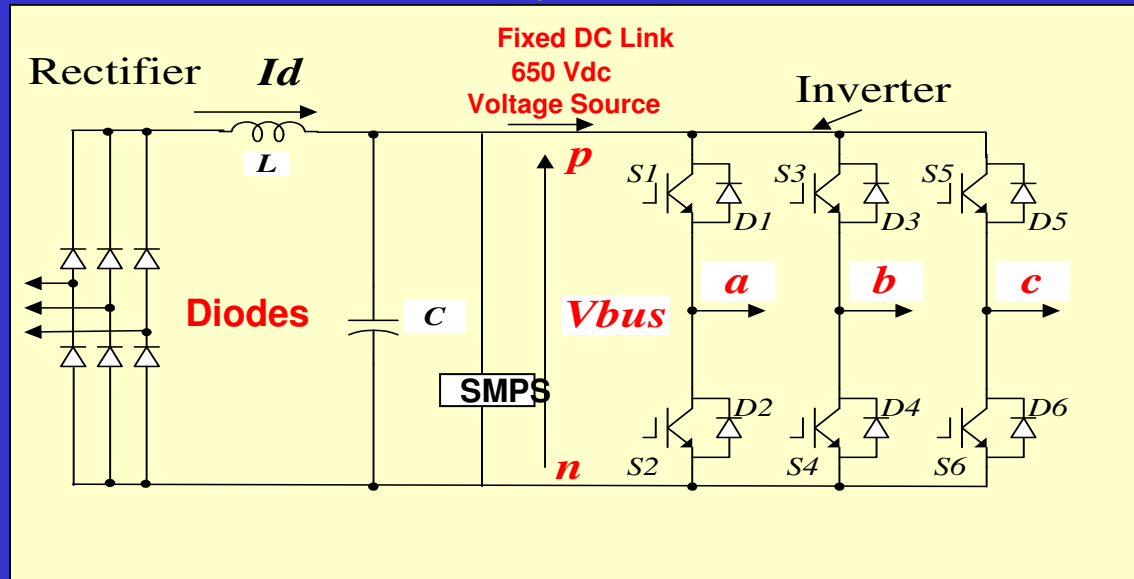 Fixed DC Link
650 Vdc
Voltage Source
Rectifier
Id
Inverter
L
p
S1
S3
S5
D1
D3
D5
a
b
c
Diodes
C
Vbus
SMPS
D2
D4
D6
n
S2
S4
S6